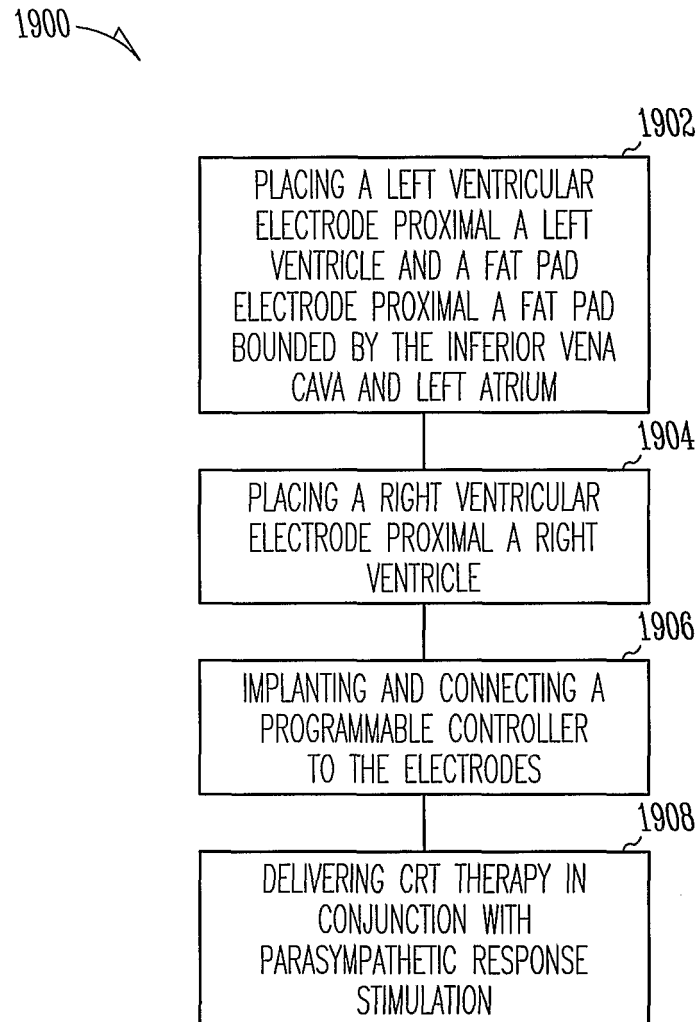 1900
1902
PLACING A LEFT VENTRICULAR
ELECTRODE PROXIMAL A LEFT
VENTRICLE AND A FAT PAD
ELECTRODE PROXIMAL A FAT PAD
BOUNDED BY THE INFERIOR VENA
CAVA AND LEFT ATRIUM
1904
PLACING A RIGHT VENTRICULAR
ELECTRODE PROXIMAL A RIGHT
VENTRICLE
1906
IMPLANTING AND CONNECTING A
PROGRAMMABLE CONTROLLER
TO THE ELECTRODES
1908
DELIVERING CRT THERAPY IN
CONJUNCTION WITH
PARASYMPATHETIC RESPONSE
STIMULATION